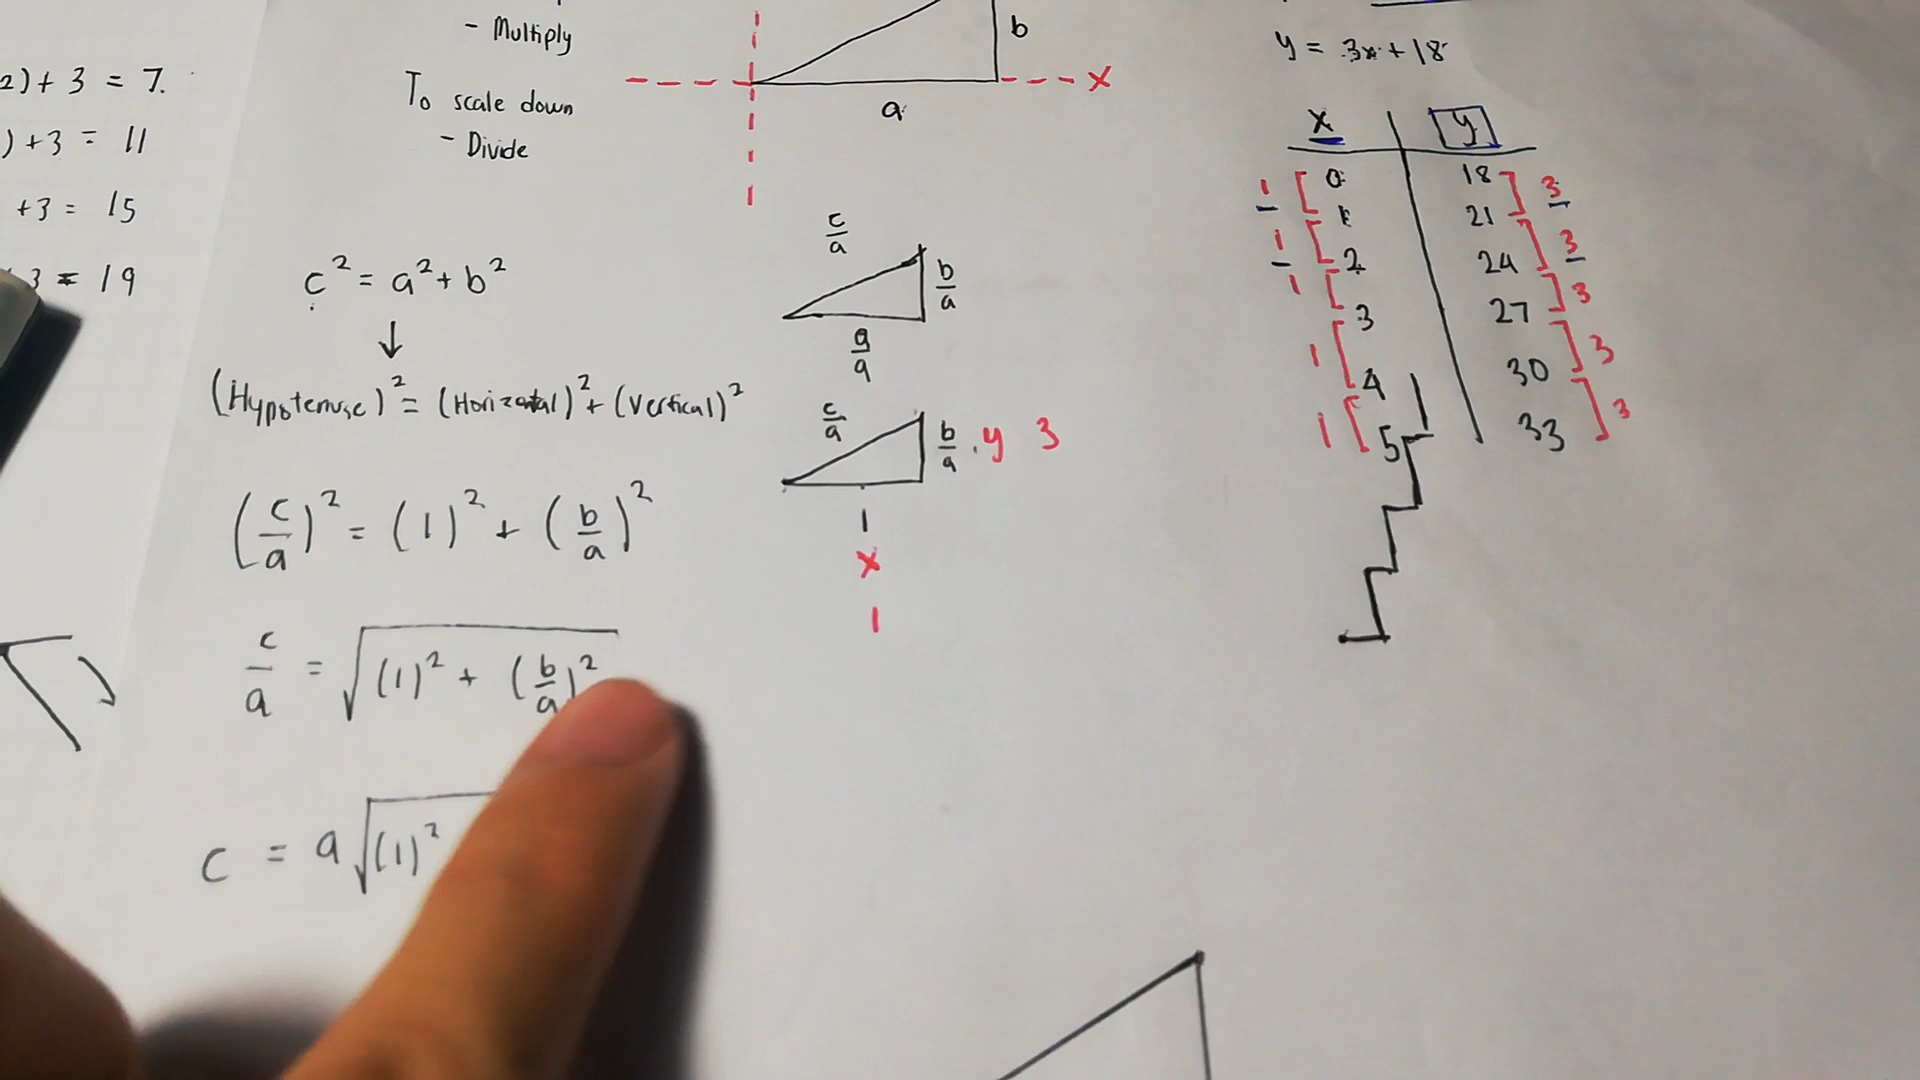 2) + 3 = 7.
) + 3 = 11
+3 = 15
3 = 19
- Multiply
To scale down
- Divide
b
x
a
c² = a² + b²
↓
(Hypotenuse)² = (Horizontal)² + (Vertical)²
(c/a)² = (1)² + (b/a)²
c/a = √(1)² + (b/a)²
c = a √(1)²
c/a
b/a
a/a
c/a
b/a . y 3
1
x
1
y = 3x + 18
x y
1 0 18 3
1 1 21 3
1 2 24 3
3 27 3
1 4 30 3
1 5 33